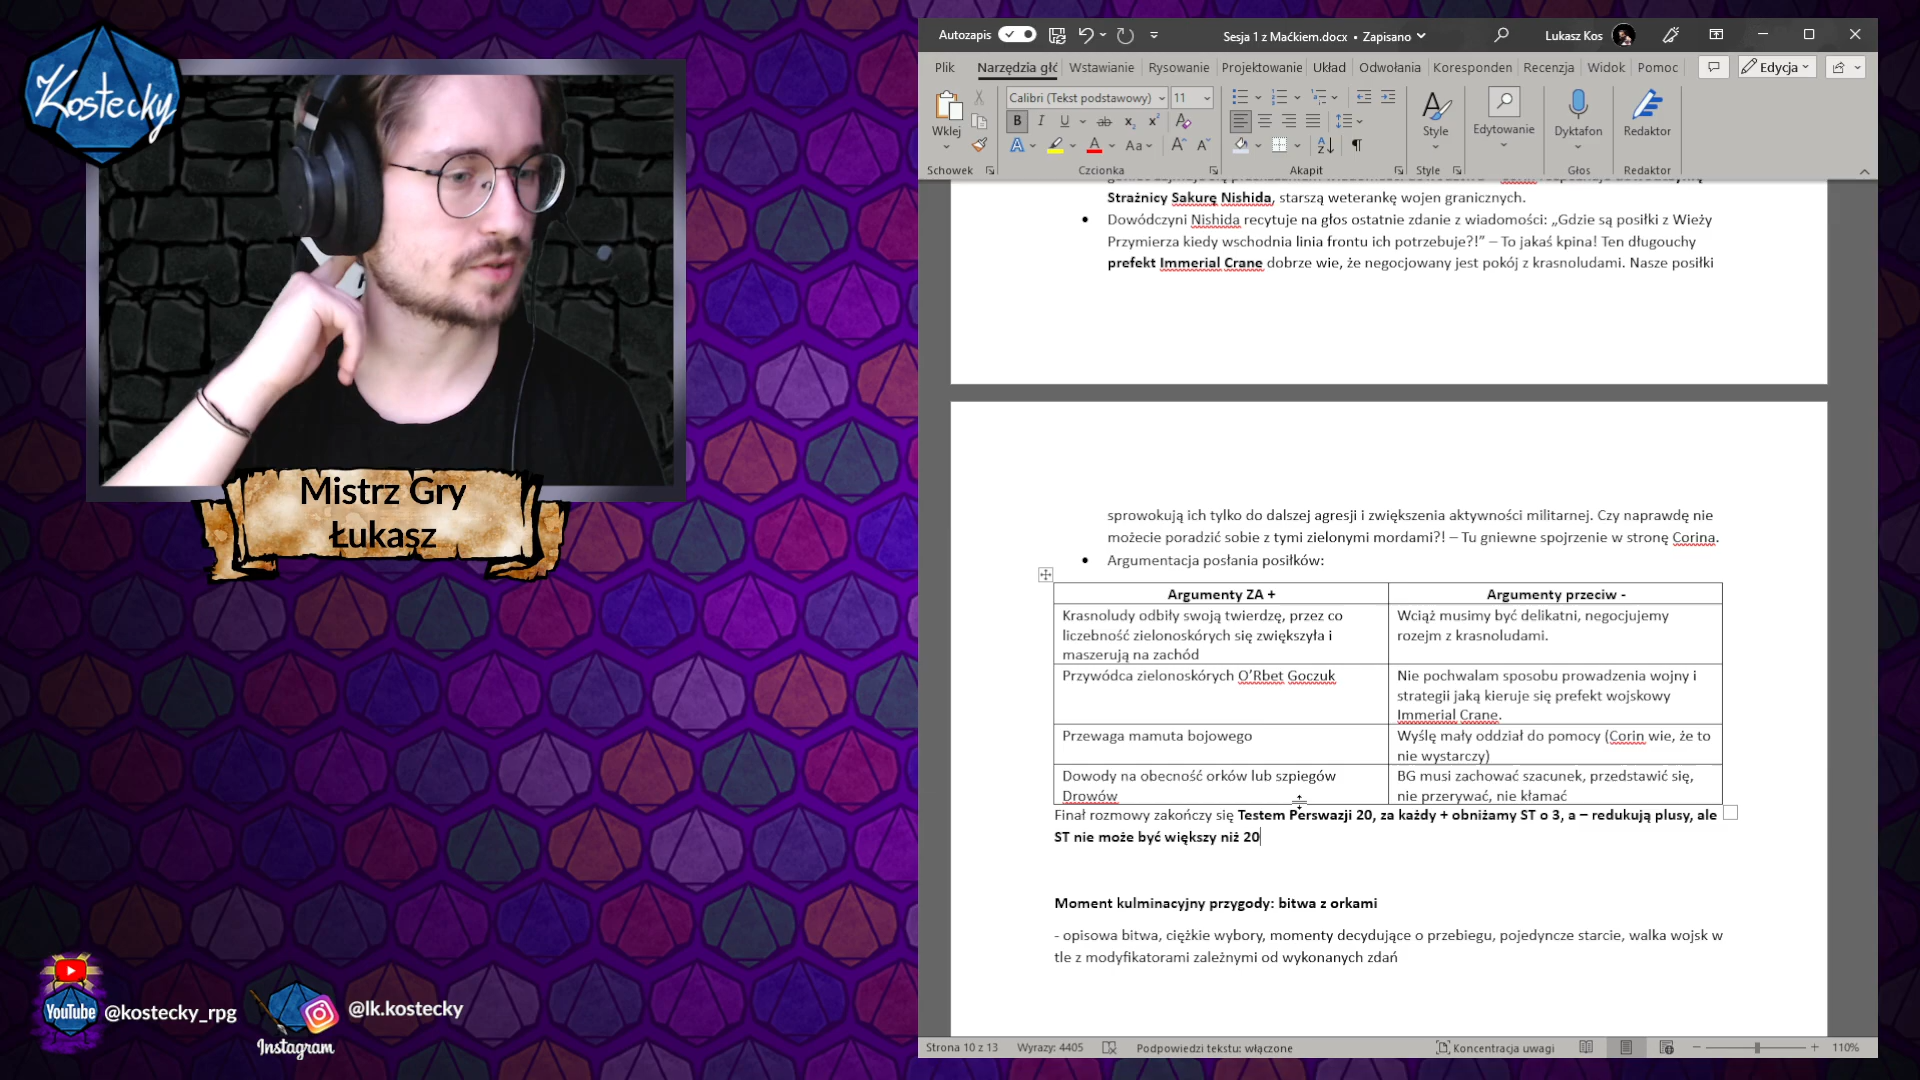 Kostecky
Mistrz Gry
Łukasz
YouTube
@kostecky_rpg
Instagram
@lk.kostecky
Autozapis
Sesja 1 z Maćkiem.docx • Zapisano
Lukasz Kos
Plik
Narzędzia głć
Wstawianie
Rysowanie
Projektowanie
Układ
Odwołania
Koresponden
Recenzja
Widok
Pomoc
Edycja
Wklej
Calibri (Tekst podstawowy)
11
Style
Edytowanie
Dyktafon
Redaktor
Schowek
Czcionka
Akapit
Style
Głos
Redaktor
Strażnicy Sakurę Nishida, starszą weterankę wojen granicznych.
• Dowódczyni Nishida recytuje na głos ostatnie zdanie z wiadomości: „Gdzie są posiłki z Wieży
Przymierza kiedy wschodnia linia frontu ich potrzebuje?!” – To jakaś kpina! Ten długouchy
prefekt Immerial Crane dobrze wie, że negocjowany jest pokój z krasnoludami. Nasze posiłki
sprowokują ich tylko do dalszej agresji i zwiększenia aktywności militarnej. Czy naprawdę nie
możecie poradzić sobie z tymi zielonymi mordami?! – Tu gniewne spojrzenie w stronę Corina.
• Argumentacja posłania posiłków:
Argumenty ZA +
Argumenty przeciw -
Krasnoludy odbiły swoją twierdzę, przez co
liczebność zielonoskórych się zwiększyła i
maszerują na zachód
Wciąż musimy być delikatni, negocjujemy
rozejm z krasnoludami.
Przywódca zielonoskórych O’Rbet Goczuk
Nie pochwalam sposobu prowadzenia wojny i
strategii jaką kieruje się prefekt wojskowy
Immerial Crane.
Przewaga mamuta bojowego
Wyślę mały oddział do pomocy (Corin wie, że to
nie wystarczy)
Dowody na obecność orków lub szpiegów
Drowów
BG musi zachować szacunek, przedstawić się,
nie przerywać, nie kłamać
Finał rozmowy zakończy się Testem Perswazji 20, za każdy + obniżamy ST o 3, a – redukują plusy, ale
ST nie może być większy niż 20
Moment kulminacyjny przygody: bitwa z orkami
- opisowa bitwa, ciężkie wybory, momenty decydujące o przebiegu, pojedyncze starcie, walka wojsk w
tle z modyfikatorami zależnymi od wykonanych zdań
Strona 10 z 13
Wyrazy: 4405
Podpowiedzi tekstu: włączone
Koncentracja uwagi
110%